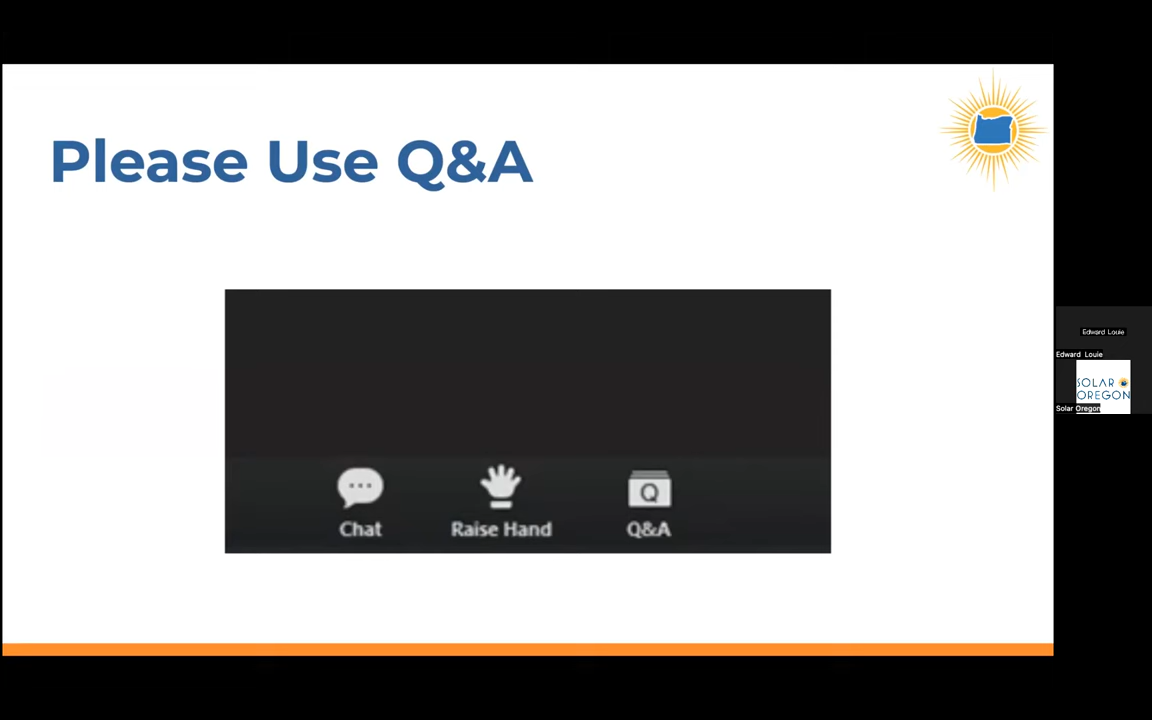 Please Use Q&A
Chat
Raise Hand
Q
Q&A
Edward Louie
Edward Louie
SOLAR
OREGON
Solar Oregon